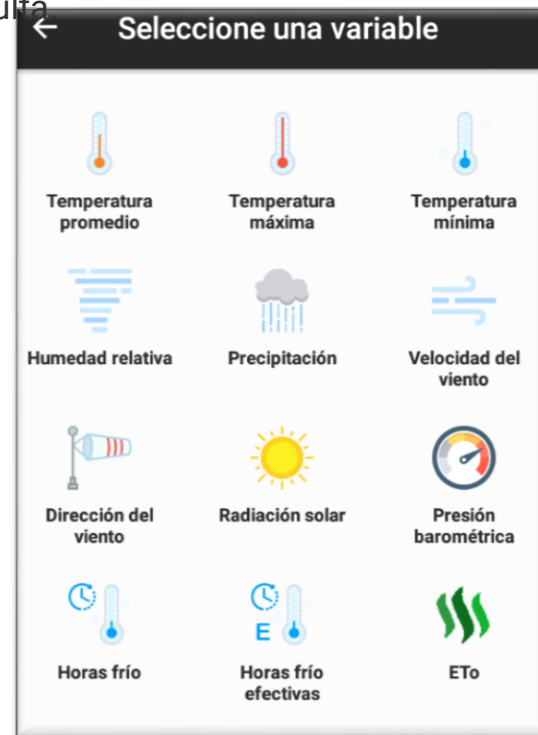 Seleccione una variable
Temperatura
promedio
Temperatura
máxima
Temperatura
mínima
Humedad relativa
Precipitación
Velocidad del
viento
Dirección del
viento
Radiación solar
Presión
barométrica
Horas frío
E
Horas frío
efectivas
ETo